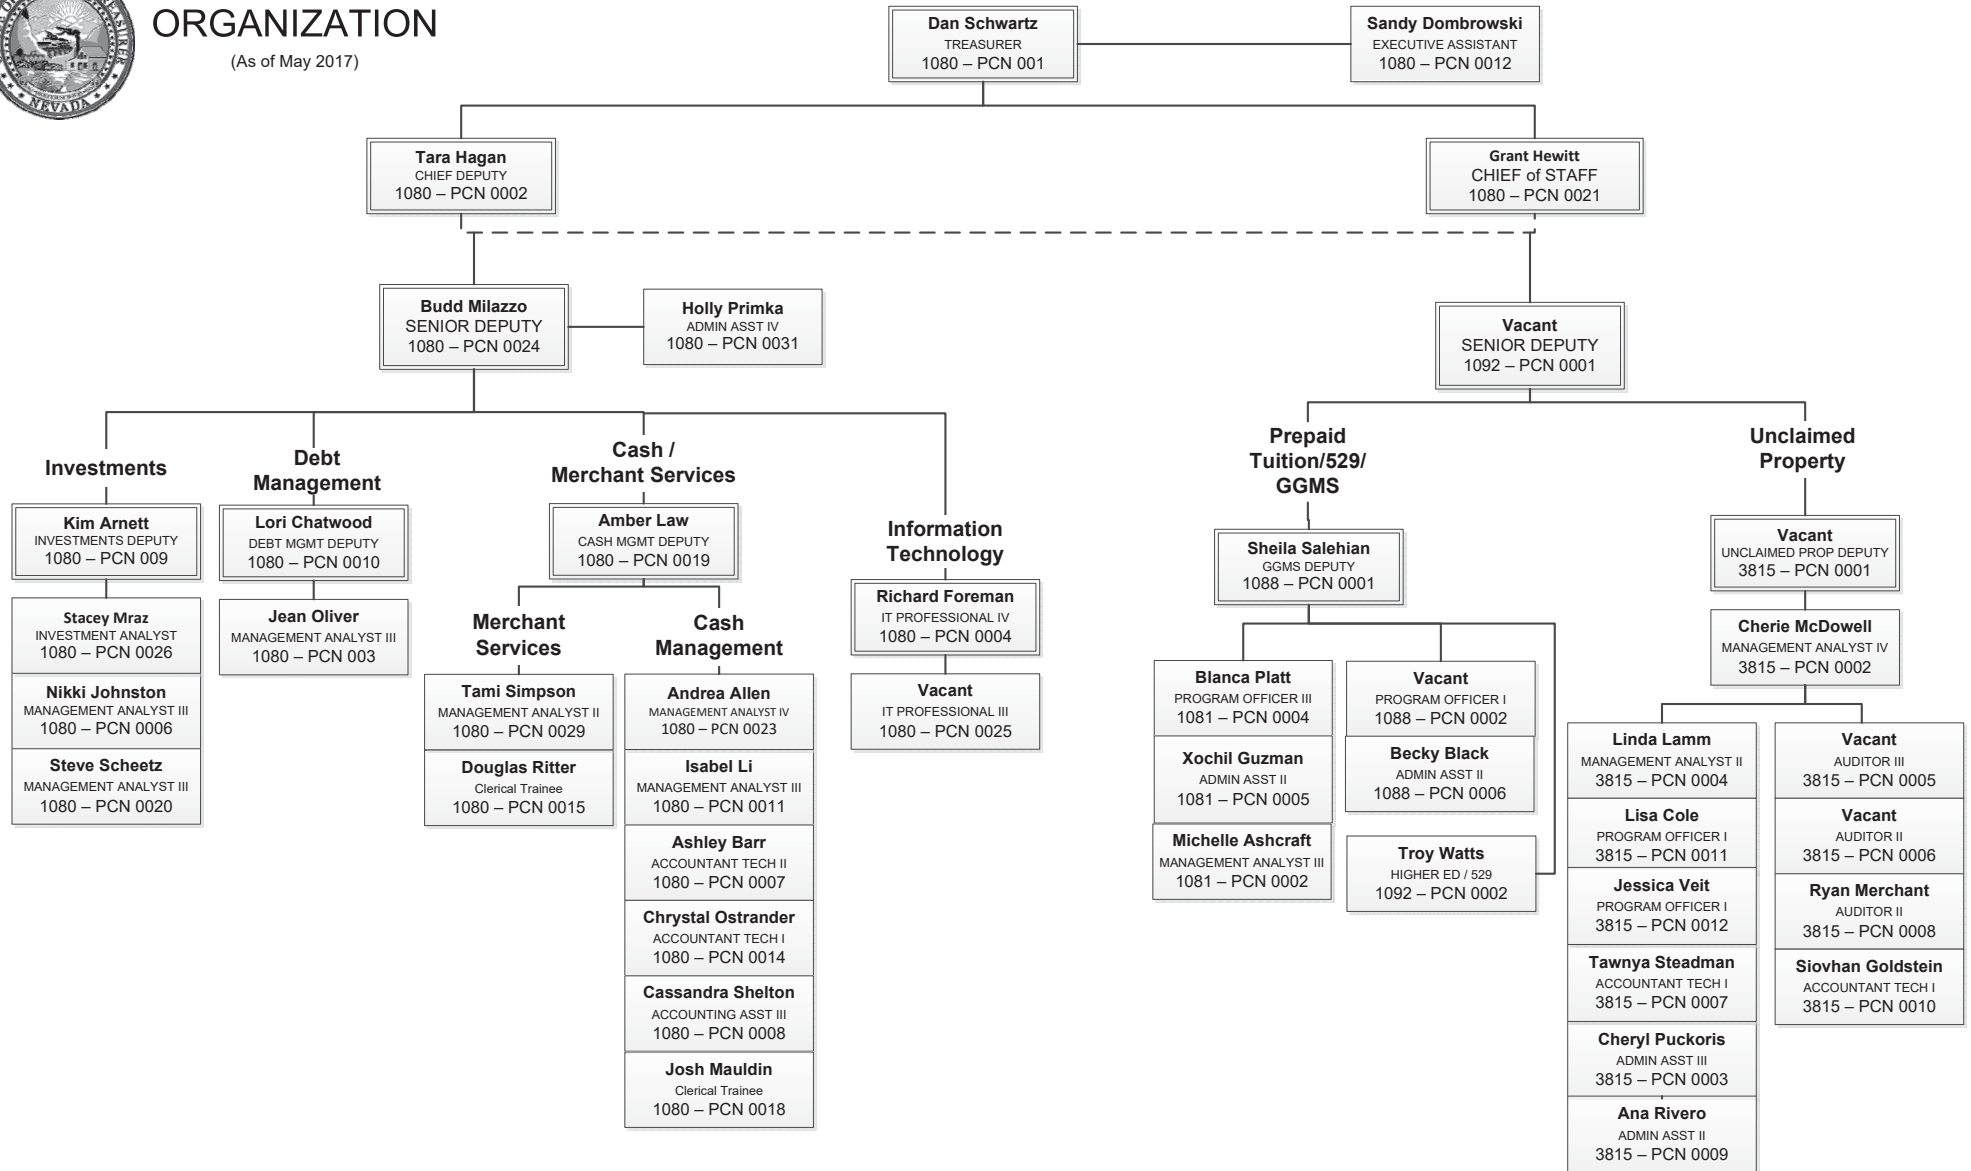 TREASURER
NEVADA
ORGANIZATION
(As of May 2017)
Dan Schwartz
TREASURER
1080 – PCN 001
Sandy Dombrowski
EXECUTIVE ASSISTANT
1080 – PCN 0012
Tara Hagan
CHIEF DEPUTY
1080 – PCN 0002
Grant Hewitt
CHIEF of STAFF
1080 – PCN 0021
Budd Milazzo
SENIOR DEPUTY
1080 – PCN 0024
Holly Primka
ADMIN ASST IV
1080 – PCN 0031
Vacant
SENIOR DEPUTY
1092 – PCN 0001
Investments
Kim Arnett
INVESTMENTS DEPUTY
1080 – PCN 009
Stacey Mraz
INVESTMENT ANALYST
1080 – PCN 0026
Nikki Johnston
MANAGEMENT ANALYST III
1080 – PCN 0006
Steve Scheetz
MANAGEMENT ANALYST III
1080 – PCN 0020
Debt
Management
Lori Chatwood
DEBT MGMT DEPUTY
1080 – PCN 0010
Jean Oliver
MANAGEMENT ANALYST III
1080 – PCN 003
Cash /
Merchant Services
Amber Law
CASH MGMT DEPUTY
1080 – PCN 0019
Merchant
Services
Tami Simpson
MANAGEMENT ANALYST II
1080 – PCN 0029
Douglas Ritter
Clerical Trainee
1080 – PCN 0015
Cash
Management
Andrea Allen
MANAGEMENT ANALYST IV
1080 – PCN 0023
Isabel Li
MANAGEMENT ANALYST III
1080 – PCN 0011
Ashley Barr
ACCOUNTANT TECH II
1080 – PCN 0007
Chrystal Ostrander
ACCOUNTANT TECH I
1080 – PCN 0014
Cassandra Shelton
ACCOUNTING ASST III
1080 – PCN 0008
Josh Mauldin
Clerical Trainee
1080 – PCN 0018
Information
Technology
Richard Foreman
IT PROFESSIONAL IV
1080 – PCN 0004
Vacant
IT PROFESSIONAL III
1080 – PCN 0025
Prepaid
Tuition/529/
GGMS
Sheila Salehian
GGMS DEPUTY
1088 – PCN 0001
Blanca Platt
PROGRAM OFFICER III
1081 – PCN 0004
Xochil Guzman
ADMIN ASST II
1081 – PCN 0005
Michelle Ashcraft
MANAGEMENT ANALYST III
1081 – PCN 0002
Vacant
PROGRAM OFFICER I
1088 – PCN 0002
Becky Black
ADMIN ASST II
1088 – PCN 0006
Troy Watts
HIGHER ED / 529
1092 – PCN 0002
Unclaimed
Property
Vacant
UNCLAIMED PROP DEPUTY
3815 – PCN 0001
Cherie McDowell
MANAGEMENT ANALYST IV
3815 – PCN 0002
Linda Lamm
MANAGEMENT ANALYST II
3815 – PCN 0004
Lisa Cole
PROGRAM OFFICER I
3815 – PCN 0011
Jessica Veit
PROGRAM OFFICER I
3815 – PCN 0012
Tawnya Steadman
ACCOUNTANT TECH I
3815 – PCN 0007
Cheryl Puckoris
ADMIN ASST III
3815 – PCN 0003
Ana Rivero
ADMIN ASST II
3815 – PCN 0009
Vacant
AUDITOR III
3815 – PCN 0005
Vacant
AUDITOR II
3815 – PCN 0006
Ryan Merchant
AUDITOR II
3815 – PCN 0008
Siovhan Goldstein
ACCOUNTANT TECH I
3815 – PCN 0010